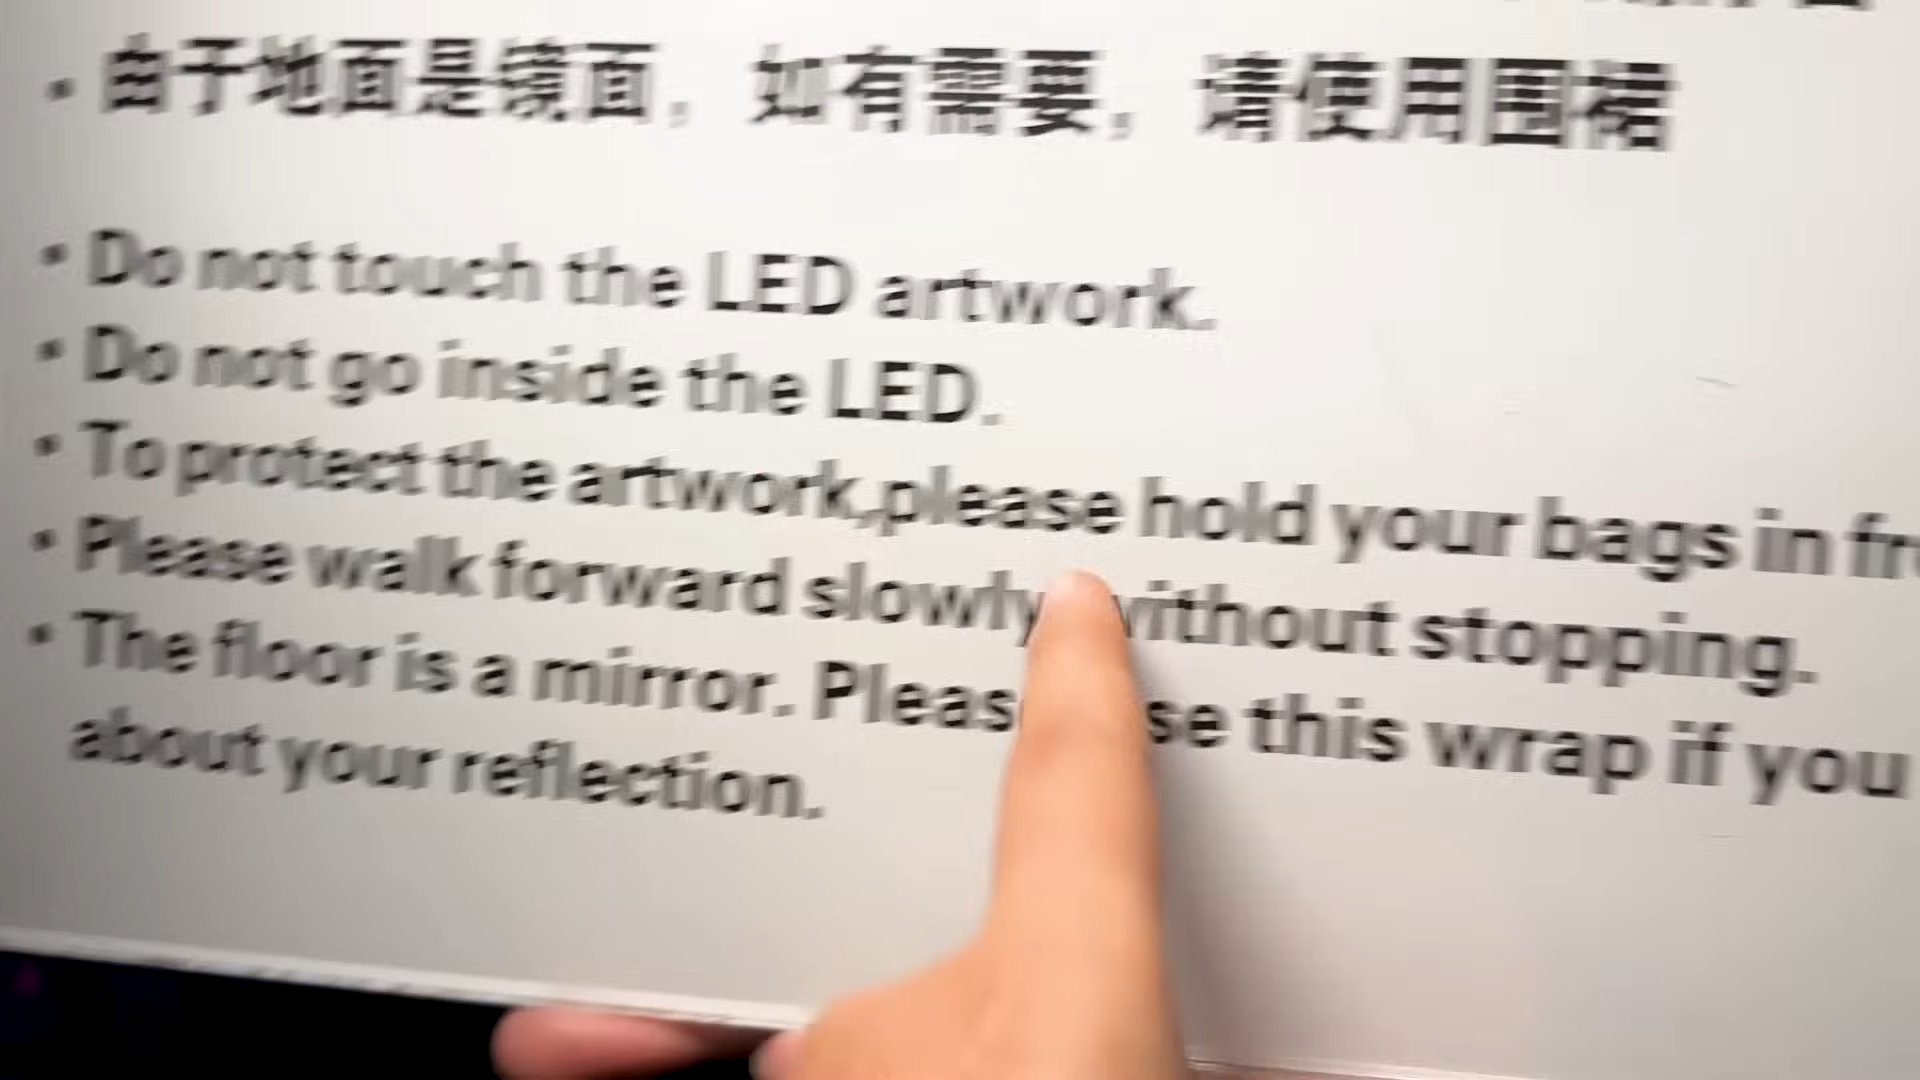 • 由于地面是镜面，如有需要，请使用围裙
• Do not touch the LED artwork.
• Do not go inside the LED.
• To protect the artwork,please hold your bags in
• Please walk forward slowly without stopping.
• The floor is a mirror. Please use this wrap if you
about your reflection.